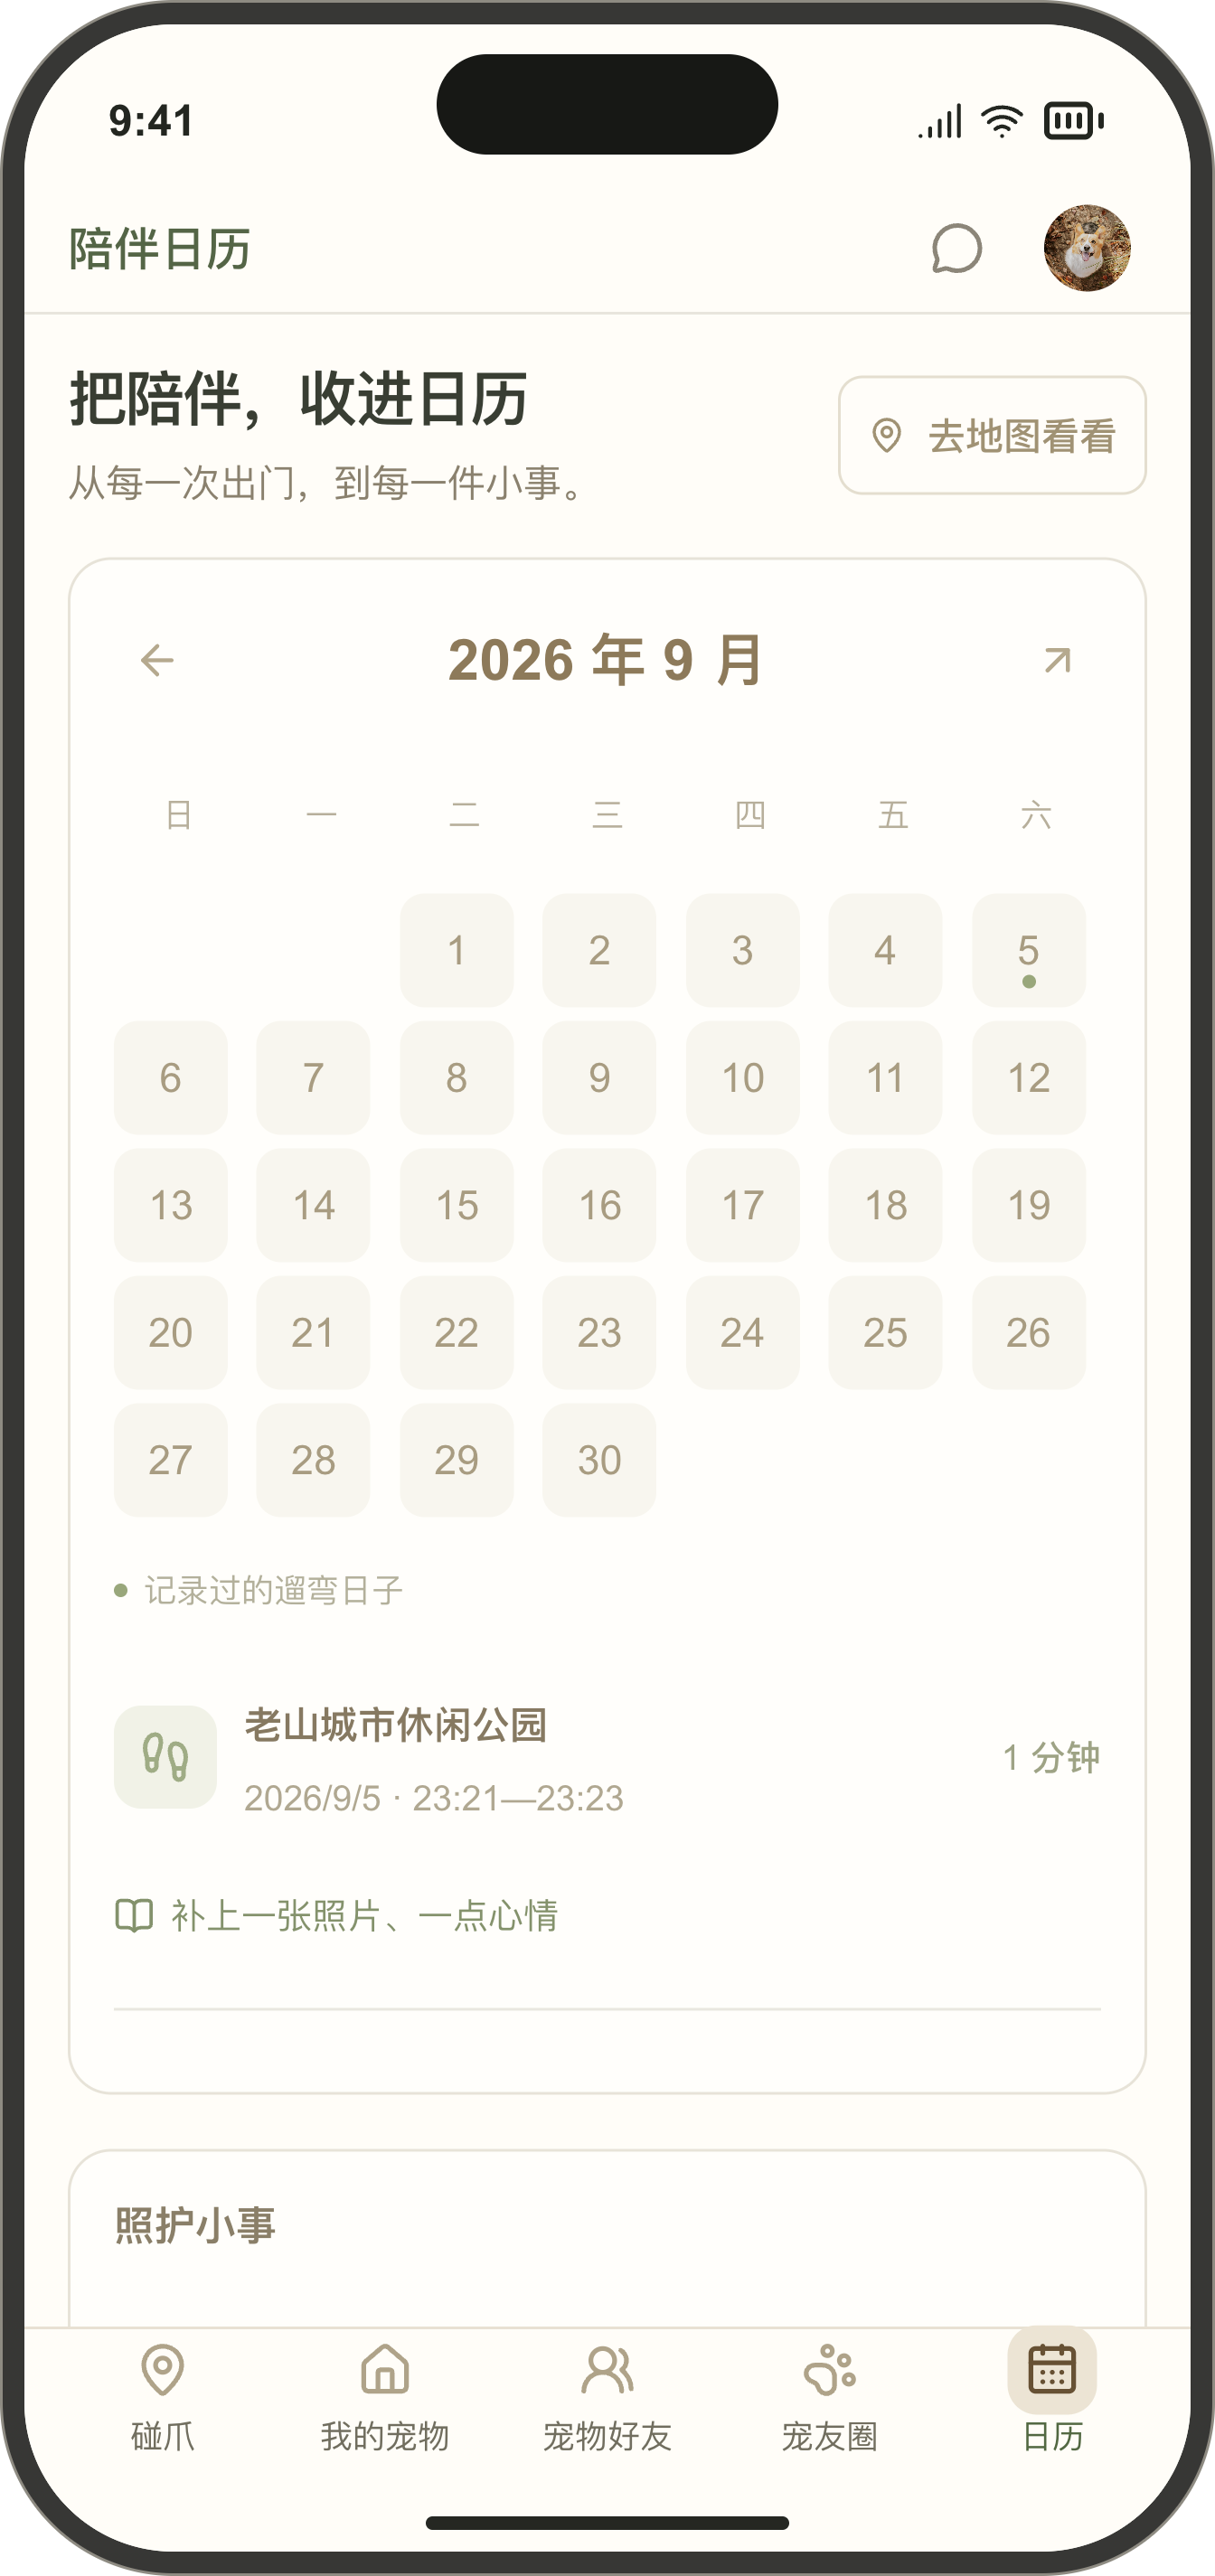 9:41
陪伴日历
把陪伴，收进日历
从每一次出门，到每一件小事。
去地图看看
2026 年 9 月
日 一 二 三 四 五 六
1 2 3 4 5
6 7 8 9 10 11 12
13 14 15 16 17 18 19
20 21 22 23 24 25 26
27 28 29 30
记录过的遛弯日子
老山城市休闲公园
2026/9/5 · 23:21—23:23
1 分钟
补上一张照片、一点心情
照护小事
碰爪 我的宠物 宠物好友 宠友圈 日历